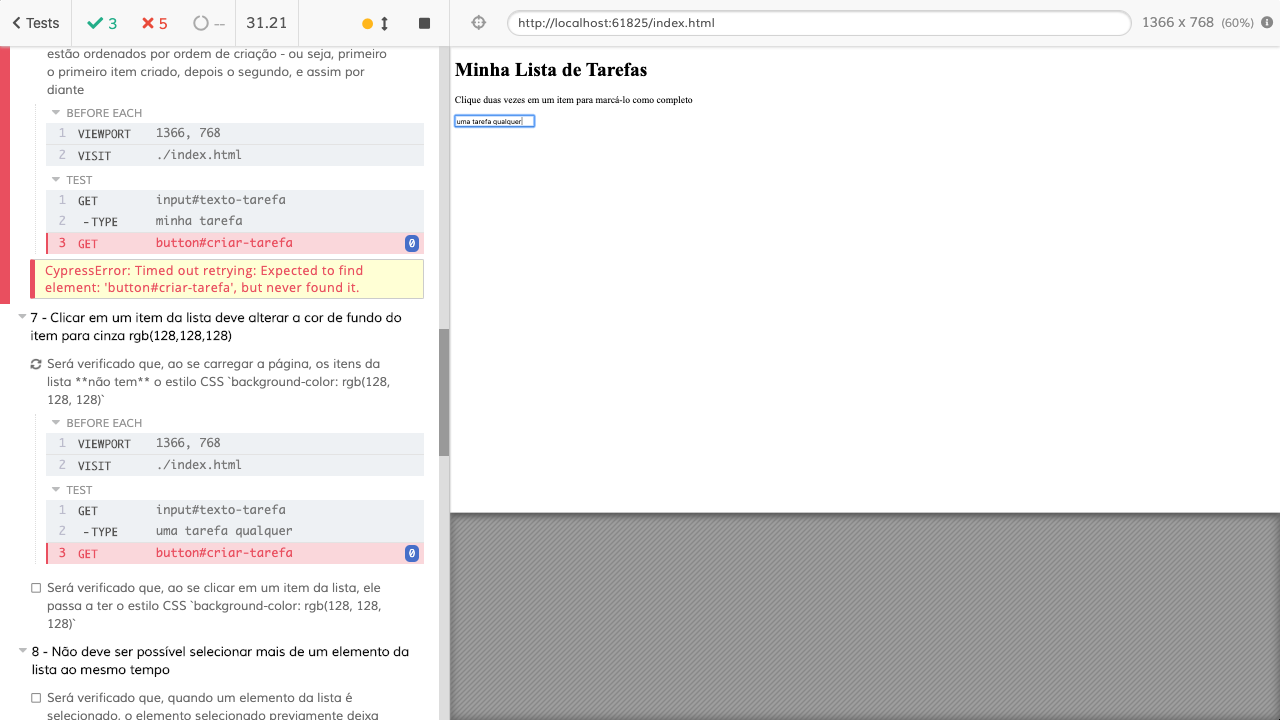 Tests
3
5
--
31.21
http://localhost:61825/index.html
1366 x 768 (60%)
estão ordenados por ordem de criação - ou seja, primeiro
o primeiro item criado, depois o segundo, e assim por
diante
BEFORE EACH
1 VIEWPORT 1366, 768
2 VISIT ./index.html
TEST
1 GET input#texto-tarefa
2 -TYPE minha tarefa
3 GET button#criar-tarefa 0
CypressError: Timed out retrying: Expected to find
element: 'button#criar-tarefa', but never found it.
7 - Clicar em um item da lista deve alterar a cor de fundo do
item para cinza rgb(128,128,128)
Será verificado que, ao se carregar a página, os itens da
lista **não tem** o estilo CSS `background-color: rgb(128,
128, 128)`
BEFORE EACH
1 VIEWPORT 1366, 768
2 VISIT ./index.html
TEST
1 GET input#texto-tarefa
2 -TYPE uma tarefa qualquer
3 GET button#criar-tarefa 0
Será verificado que, ao se clicar em um item da lista, ele
passa a ter o estilo CSS `background-color: rgb(128, 128,
128)`
8 - Não deve ser possível selecionar mais de um elemento da
lista ao mesmo tempo
Será verificado que, quando um elemento da lista é
selecionado, o elemento selecionado previamente deixa
Minha Lista de Tarefas
Clique duas vezes em um item para marcá-lo como completo
uma tarefa qualquer